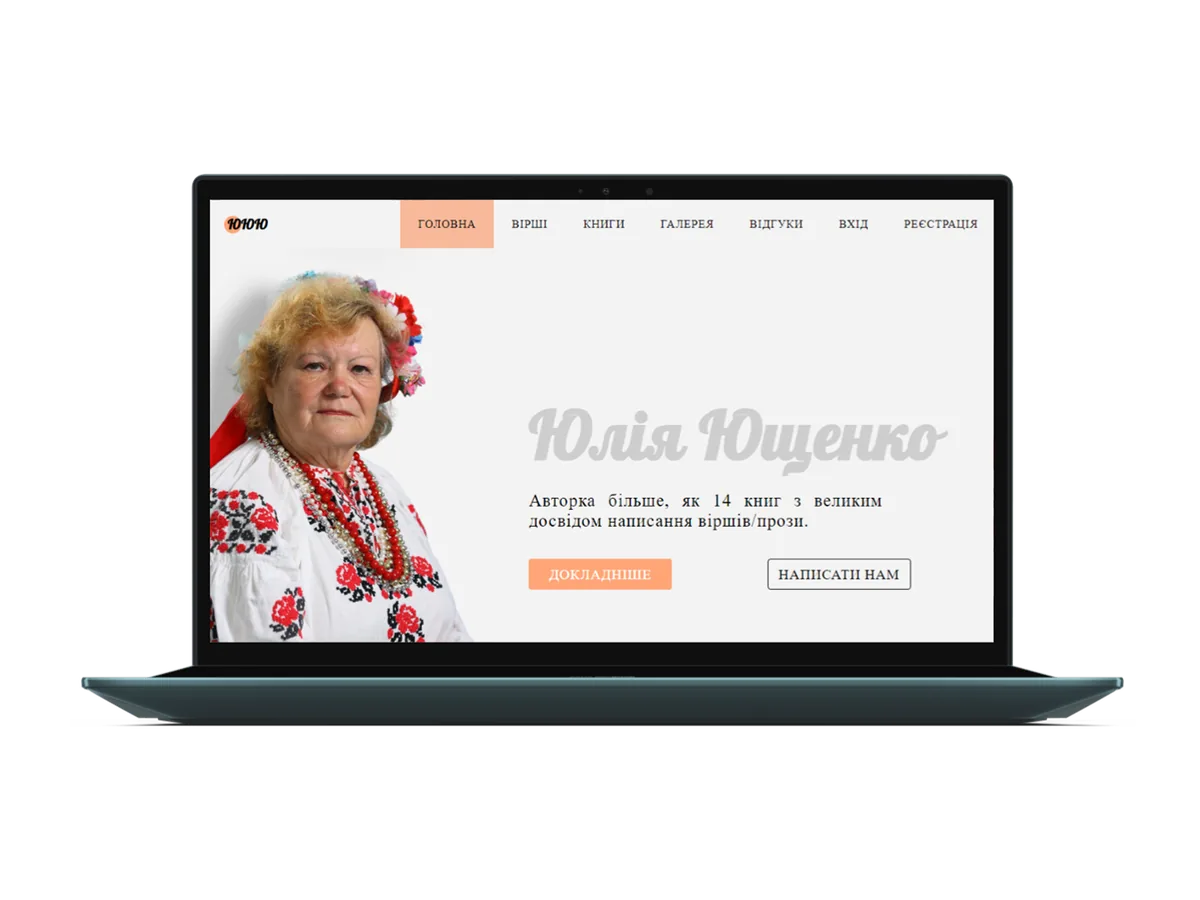 ЮЮЮ
ГОЛОВНА ВІРШІ КНИГИ ГАЛЕРЕЯ ВІДГУКИ ВХІД РЕЄСТРАЦІЯ
Юлія Ющенко
Авторка більше, як 14 книг з великим
досвідом написання віршів/прози.
ДОКЛАДНІШЕ НАПИСАТИ НАМ